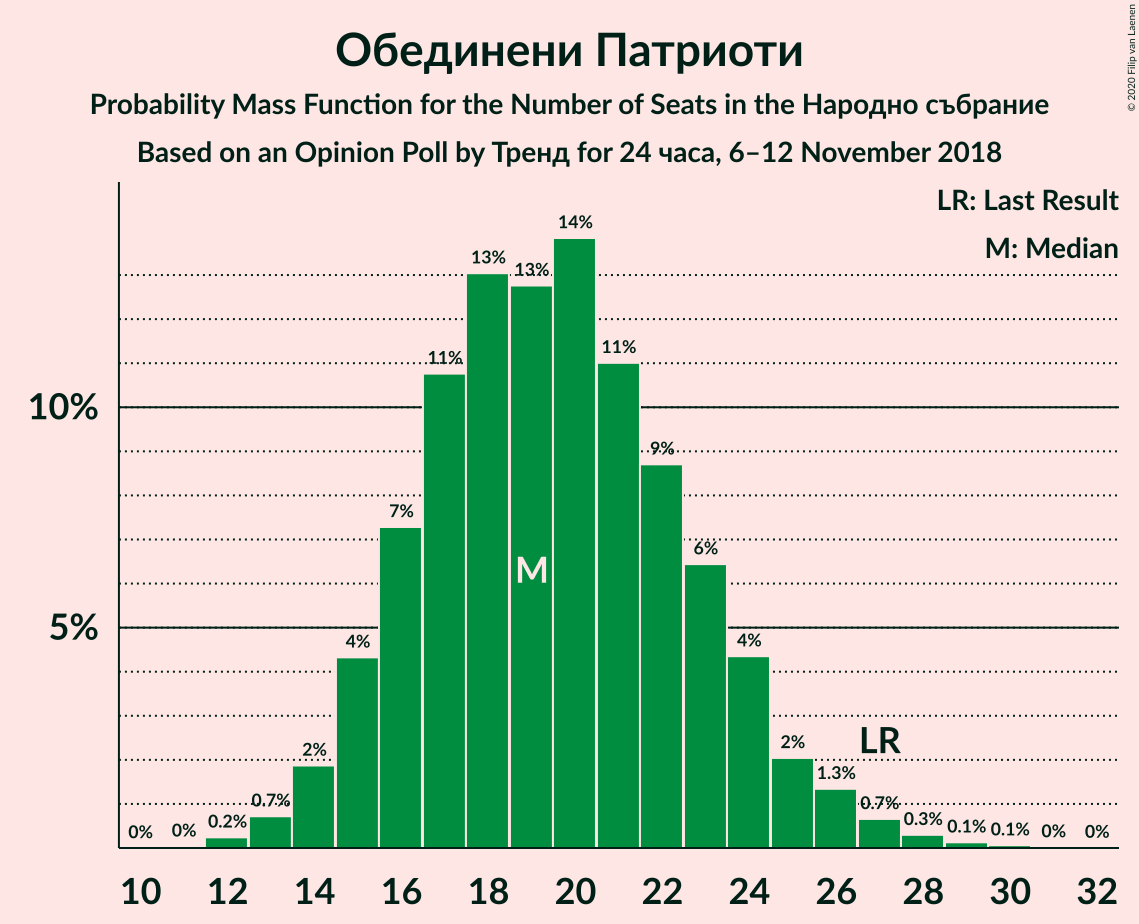 Обединени Патриоти
Probability Mass Function for the Number of Seats in the Народно събрание
Based on an Opinion Poll by Тренд for 24 часа, 6–12 November 2018
© 2020 Filip van Laenen
LR: Last Result
M: Median
14%
13%
13%
11%
11%
10%
9%
7%
6%
M
5%
4%
4%
LR
2%
2%
1.3%
0.7%
0.7%
0.2%
0.3%
0.1%
0.1%
0%
0%
0%
0%
10 12 14 16 18 20 22 24 26 28 30 32